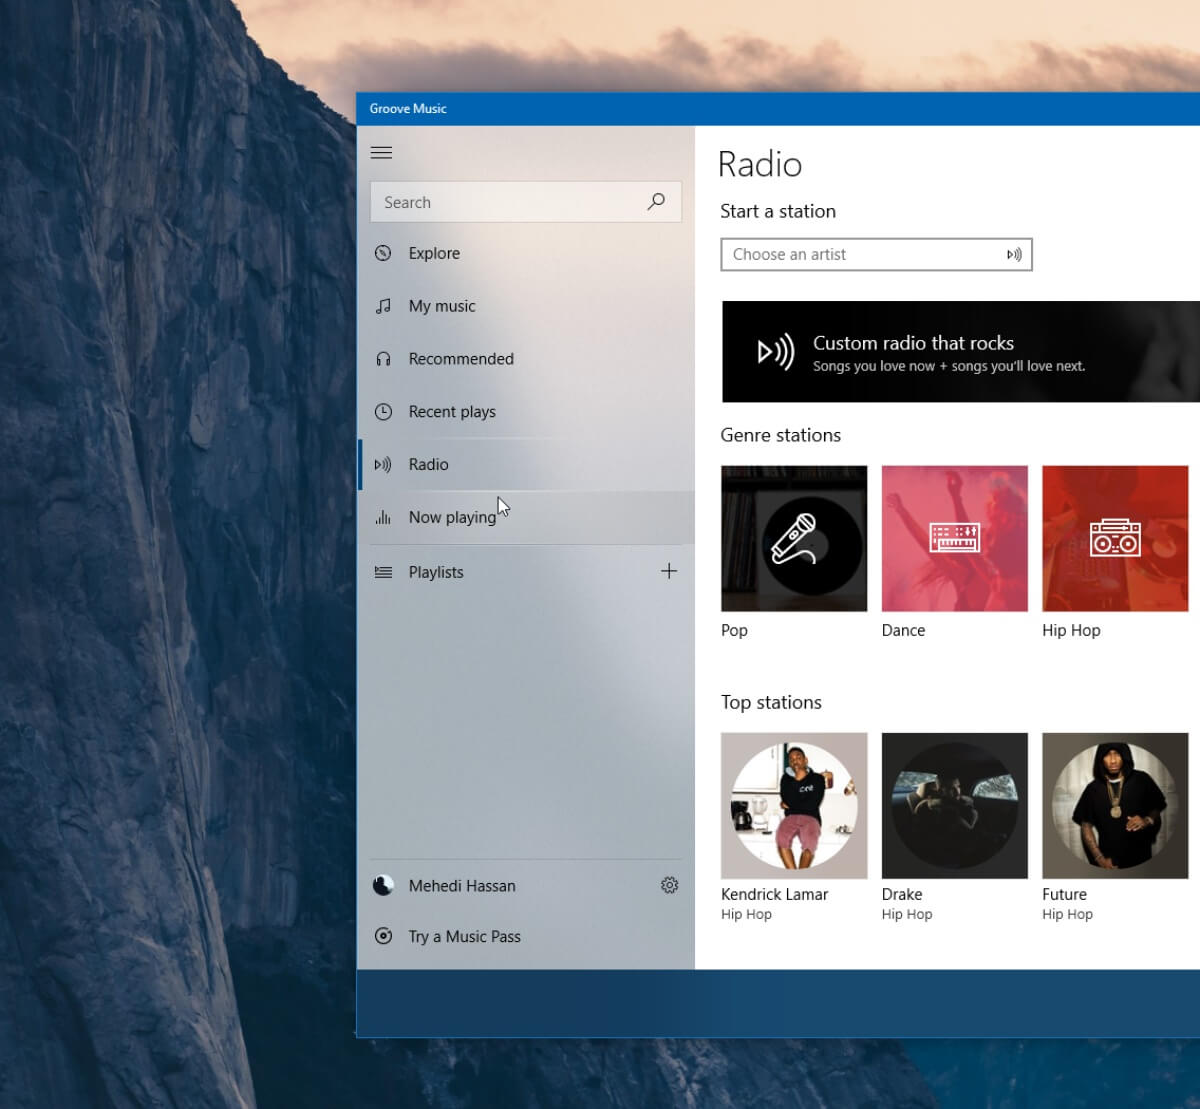 Groove Music
Search
Explore
My music
Recommended
Recent plays
Radio
Now playing
Playlists
Mehedi Hassan
Try a Music Pass
Radio
Start a station
Choose an artist
Custom radio that rocks
Songs you love now + songs you'll love next.
Genre stations
Pop
Dance
Hip Hop
Top stations
Kendrick Lamar
Hip Hop
Drake
Hip Hop
Future
Hip Hop